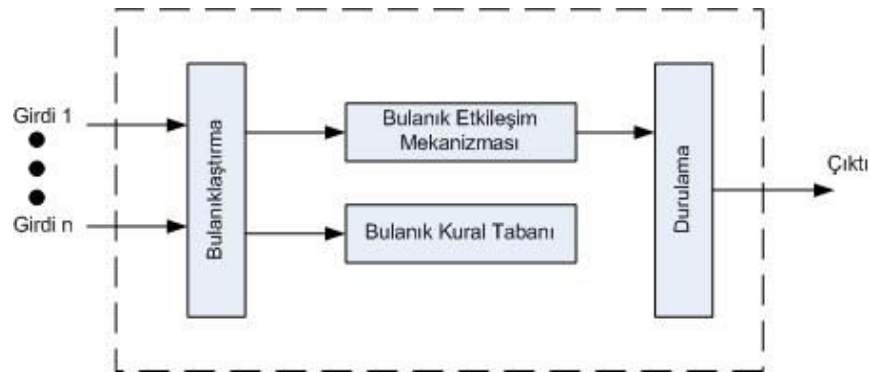 Girdi 1
Girdi n
Bulanıklaştırma
Bulanık Etkileşim
Mekanizması
Bulanık Kural Tabanı
Durulama
Çıktı